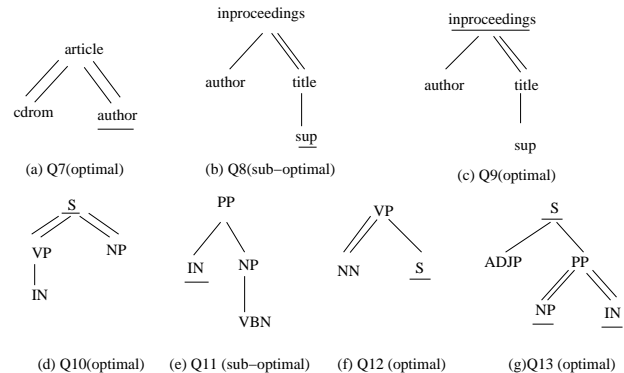 article
cdrom
author
(a) Q7(optimal)
inproceedings
author
title
sup
(b) Q8(sub−optimal)
inproceedings
author
title
sup
(c) Q9(optimal)
S
VP
NP
IN
(d) Q10(optimal)
PP
IN
NP
VBN
(e) Q11 (sub−optimal)
VP
NN
S
(f) Q12 (optimal)
S
ADJP
PP
NP
IN
(g)Q13 (optimal)